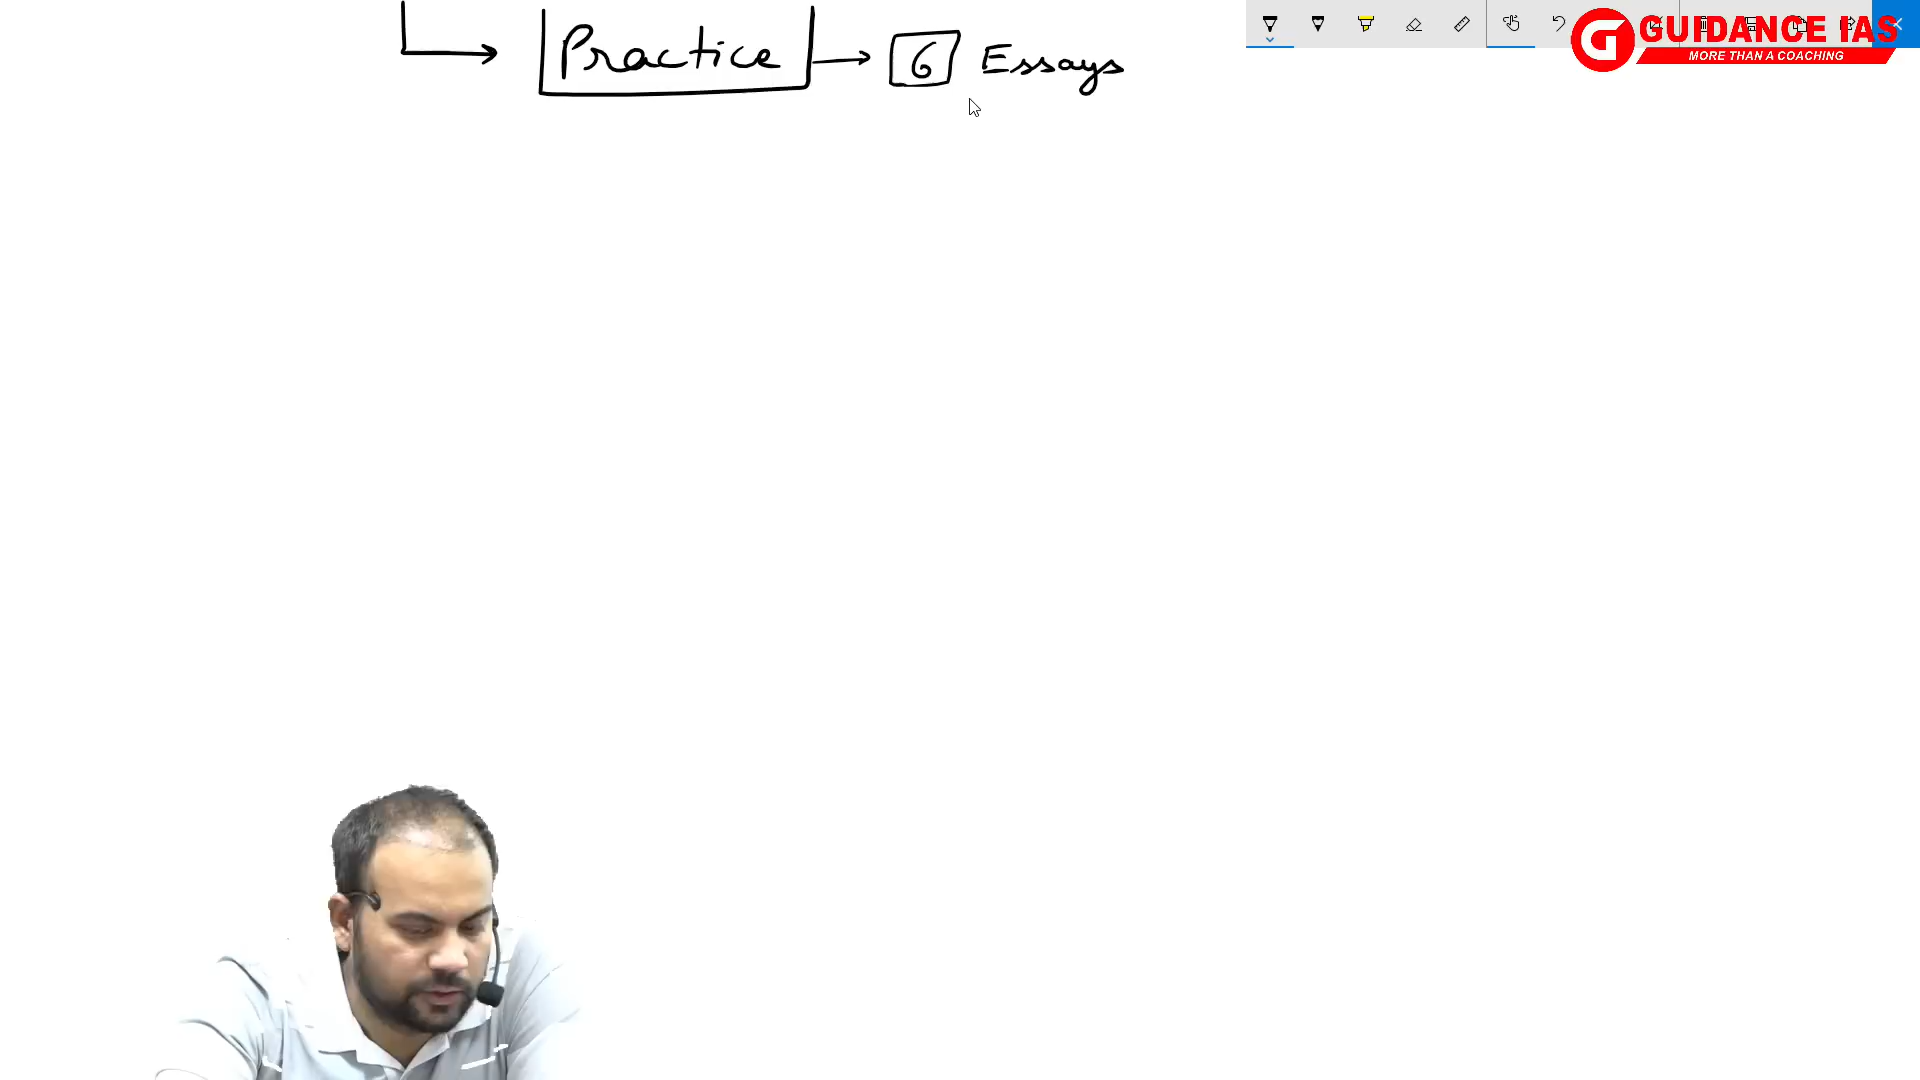 Practice → 6 Essays
G GUIDANCE IAS
MORE THAN A COACHING